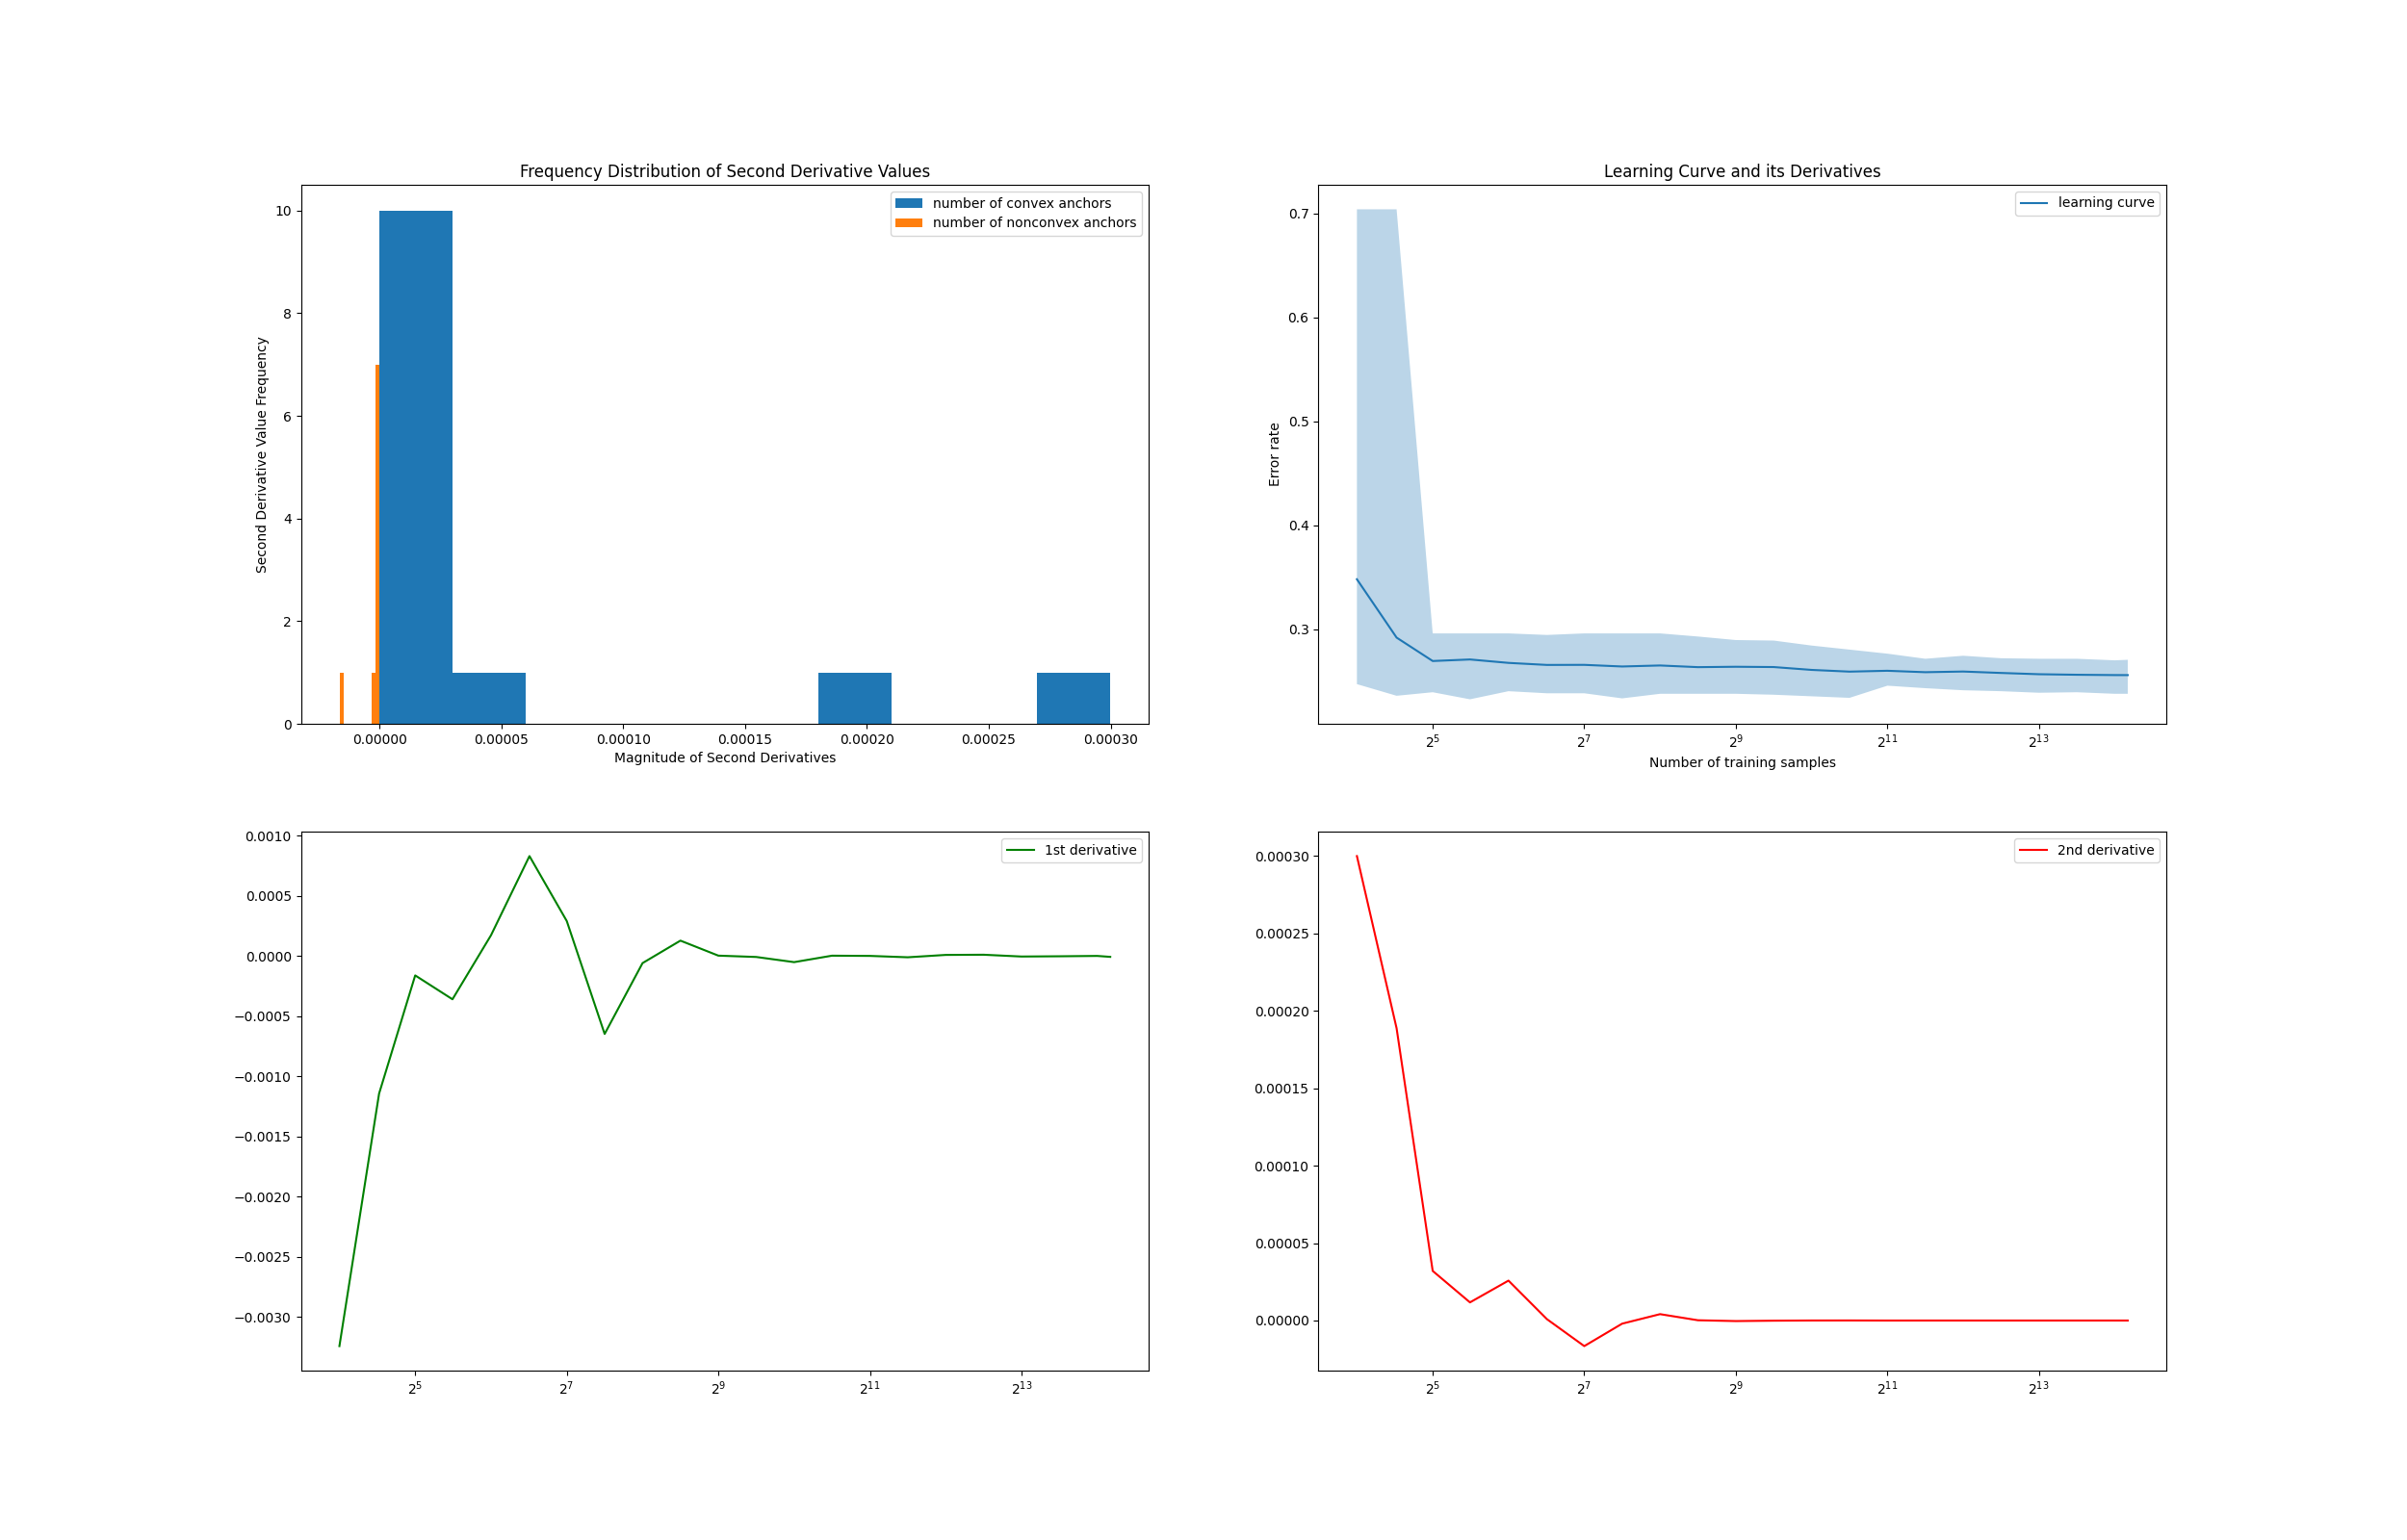 Frequency Distribution of Second Derivative Values
number of convex anchors
number of nonconvex anchors
10
8
6
4
2
0
Second Derivative Value Frequency
0.00000 0.00005 0.00010 0.00015 0.00020 0.00025 0.00030
Magnitude of Second Derivatives
Learning Curve and its Derivatives
learning curve
0.7
0.6
0.5
0.4
0.3
Error rate
2^5 2^7 2^9 2^11 2^13
Number of training samples
1st derivative
0.0010
0.0005
0.0000
−0.0005
−0.0010
−0.0015
−0.0020
−0.0025
−0.0030
2^5 2^7 2^9 2^11 2^13
2nd derivative
0.00030
0.00025
0.00020
0.00015
0.00010
0.00005
0.00000
2^5 2^7 2^9 2^11 2^13